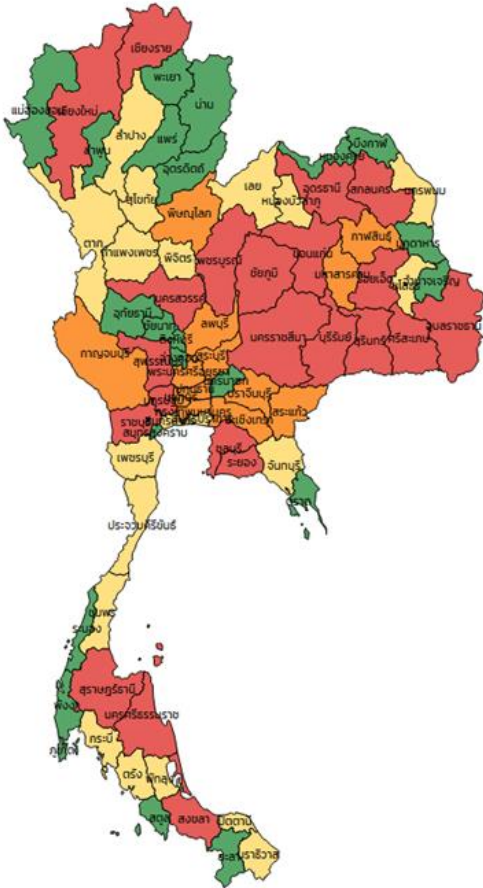 เชียงราย
พะเยา
น่าน
แม่ฮ่องสอน
เชียงใหม่
ลำปาง
แพร่
ลำพูน
อุตรดิตถ์
บึงกาฬ
หนองคาย
เลย
อุดรธานี
สกลนคร
นครพนม
หนองบัวลำภู
สุโขทัย
พิษณุโลก
ตาก
กำแพงเพชร
พิจิตร
เพชรบูรณ์
ขอนแก่น
กาฬสินธุ์
มุกดาหาร
ชัยภูมิ
มหาสารคาม
ร้อยเอ็ด
ยโสธร
อำนาจเจริญ
นครสวรรค์
อุทัยธานี
ชัยนาท
ลพบุรี
นครราชสีมา
บุรีรัมย์
สุรินทร์
ศรีสะเกษ
อุบลราชธานี
กาญจนบุรี
สุพรรณบุรี
สระบุรี
พระนครศรีอยุธยา
ปราจีนบุรี
สระแก้ว
ฉะเชิงเทรา
ราชบุรี
สมุทรสงคราม
ชลบุรี
ระยอง
จันทบุรี
ตราด
เพชรบุรี
ประจวบคีรีขันธ์
ชุมพร
ระนอง
สุราษฎร์ธานี
นครศรีธรรมราช
พังงา
ภูเก็ต
กระบี่
ตรัง
พัทลุง
สตูล
สงขลา
ปัตตานี
ยะลา
นราธิวาส